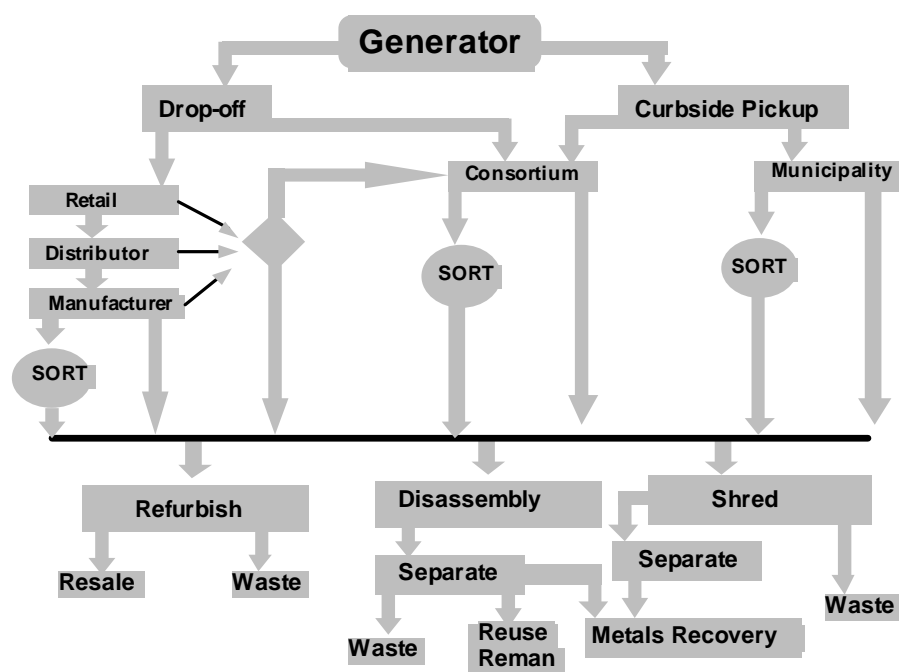 Generator
Drop-off
Curbside Pickup
Consortium
Municipality
Retail
Distributor
Manufacturer
SORT
SORT
SORT
Refurbish
Disassembly
Shred
Resale
Waste
Separate
Separate
Waste
Reuse
Reman
Metals Recovery
Waste